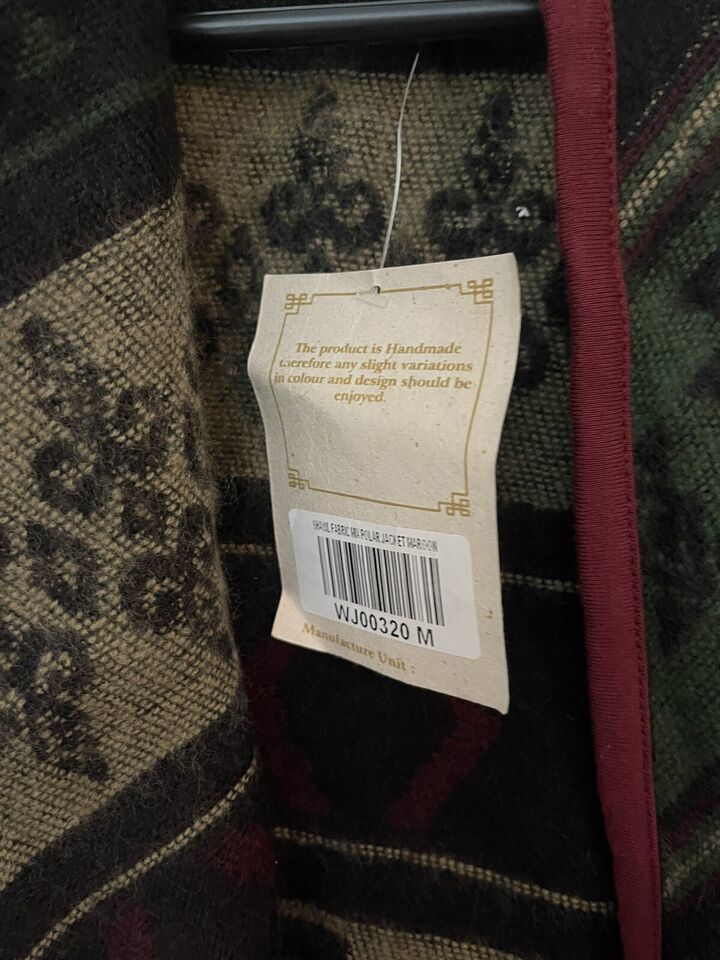 The product is Handmade
therefore any slight variations
in colour and design should be
enjoyed.
SHAWL FABRIC MIX POLAR JACKET MAROON
WJ00320 M
Manufacture Unit :